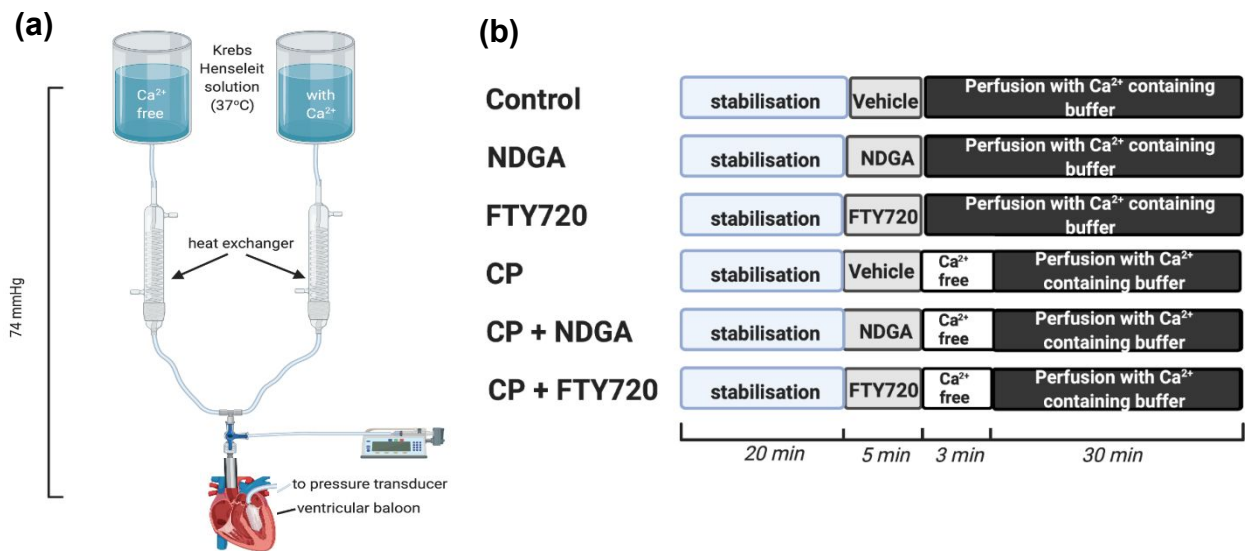 (a)
Krebs
Henseleit
solution
(37°C)
Ca²⁺
free
with
Ca²⁺
heat exchanger
74 mmHg
to pressure transducer
ventricular baloon
(b)
Control
stabilisation
Vehicle
Perfusion with Ca²⁺ containing
buffer
NDGA
stabilisation
NDGA
Perfusion with Ca²⁺ containing
buffer
FTY720
stabilisation
FTY720
Perfusion with Ca²⁺ containing
buffer
CP
stabilisation
Vehicle
Ca²⁺
free
Perfusion with Ca²⁺
containing buffer
CP + NDGA
stabilisation
NDGA
Ca²⁺
free
Perfusion with Ca²⁺
containing buffer
CP + FTY720
stabilisation
FTY720
Ca²⁺
free
Perfusion with Ca²⁺
containing buffer
20 min
5 min
3 min
30 min